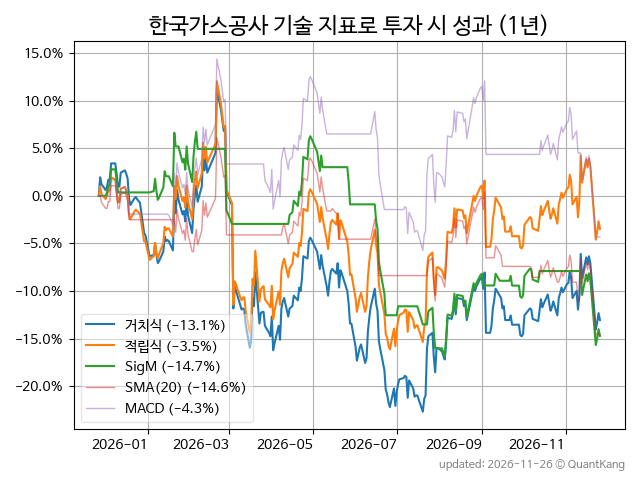 한국가스공사 기술 지표로 투자 시 성과 (1년)
15.0%
10.0%
5.0%
0.0%
−5.0%
−10.0%
−15.0%
−20.0%
거치식 (−13.1%)
적립식 (−3.5%)
SigM (−14.7%)
SMA(20) (−14.6%)
MACD (−4.3%)
2026-01
2026-03
2026-05
2026-07
2026-09
2026-11
updated: 2026-11-26 © QuantKang